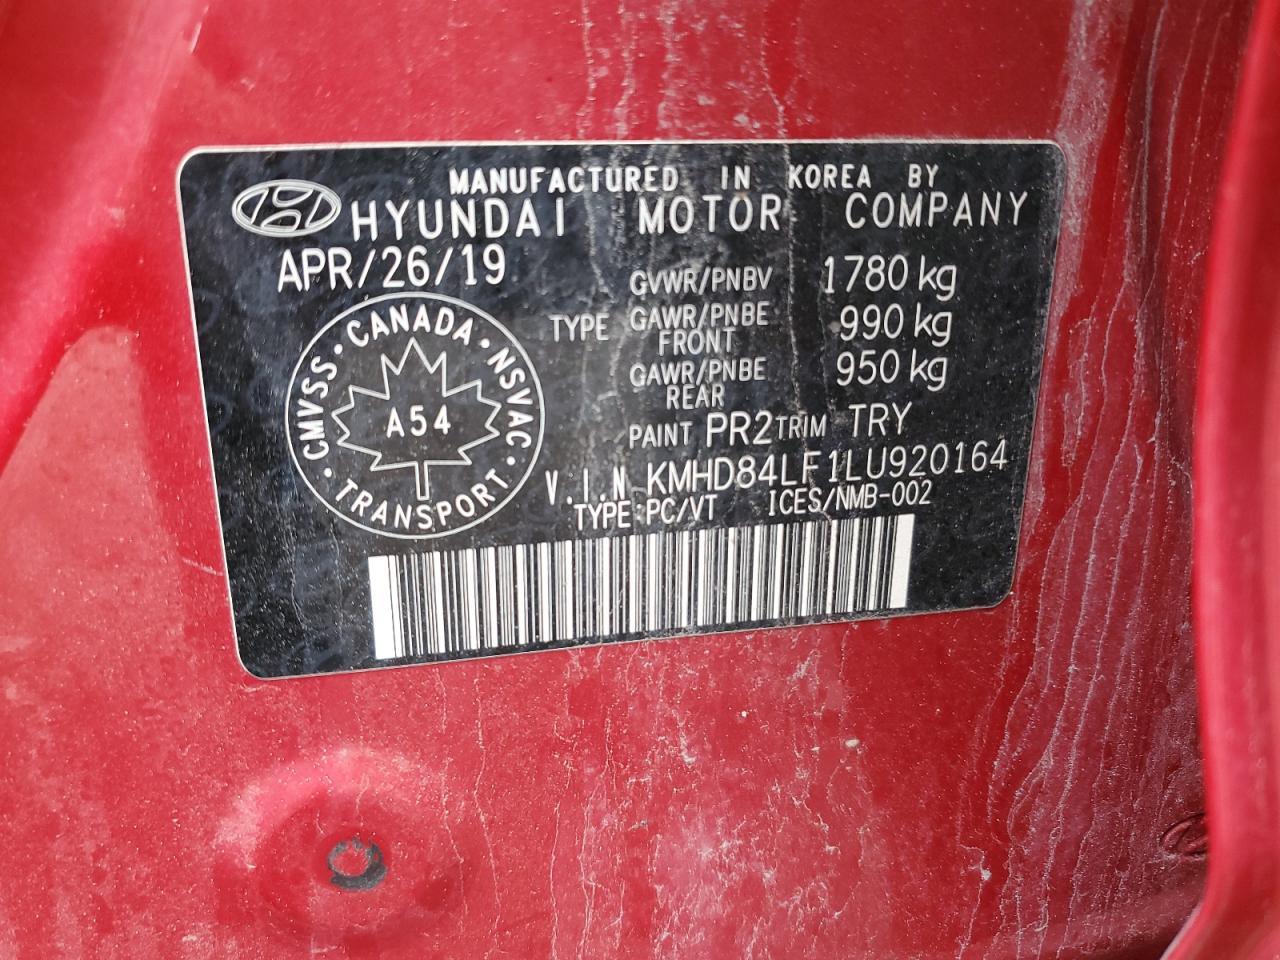 MANUFACTURED IN KOREA BY
HYUNDAI MOTOR COMPANY
APR/26/19
GVWR/PNBV 1780 kg
TYPE GAWR/PNBE FRONT 990 kg
GAWR/PNBE REAR 950 kg
PAINT PR2 TRIM TRY
V.I.N KMHD84LF1LU920164
TYPE:PC/VT ICES/NMB-002
CMVSS · CANADA · NSVAC · TRANSPORT ·
A54